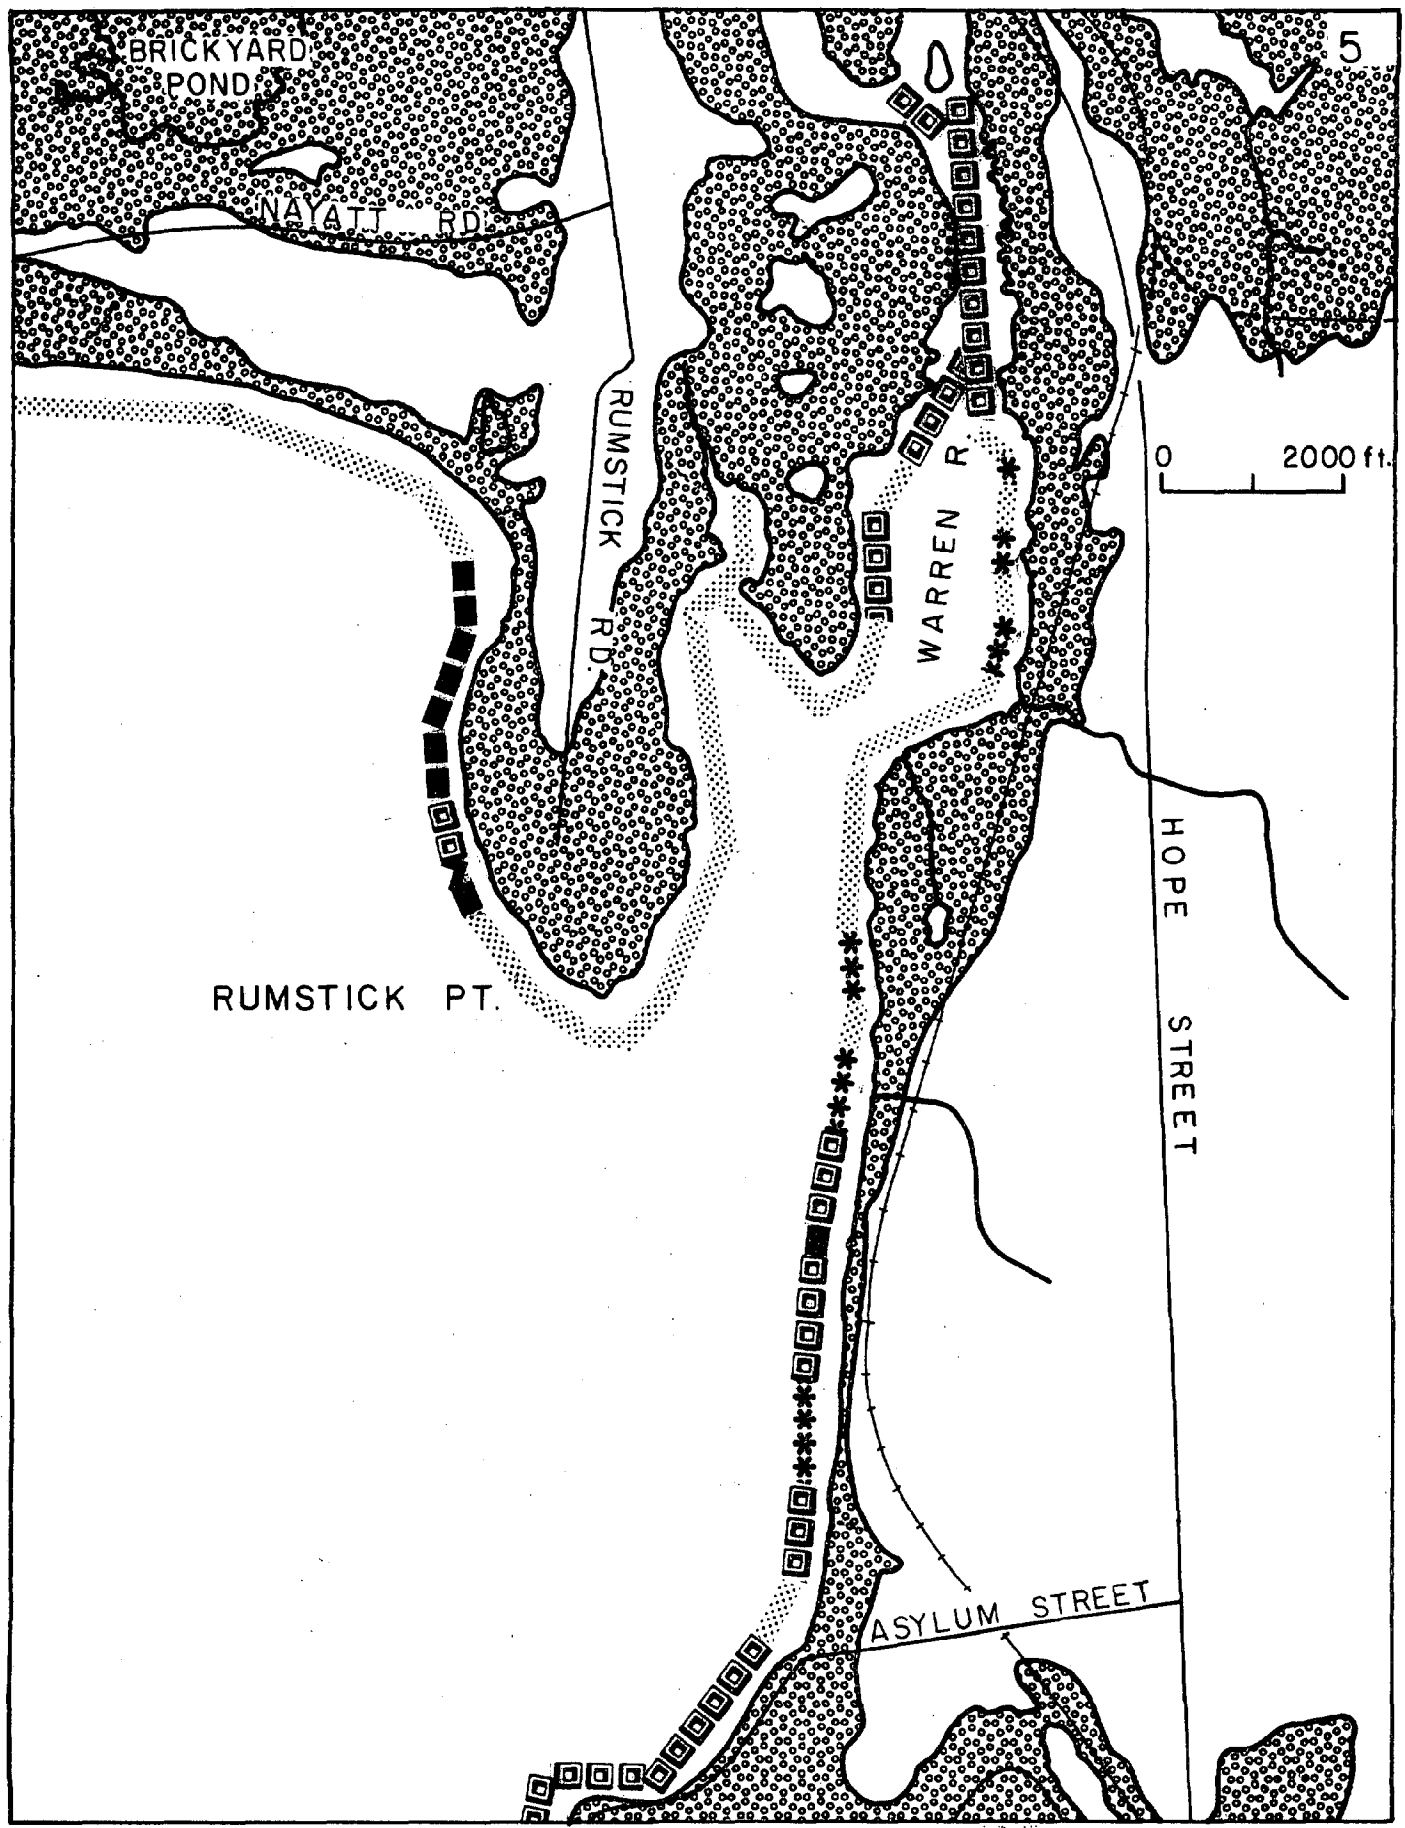 5
BRICKYARD
POND
NAYATT RD.
RUMSTICK RD.
WARREN R.
0 2000 ft.
HOPE STREET
RUMSTICK PT.
ASYLUM STREET